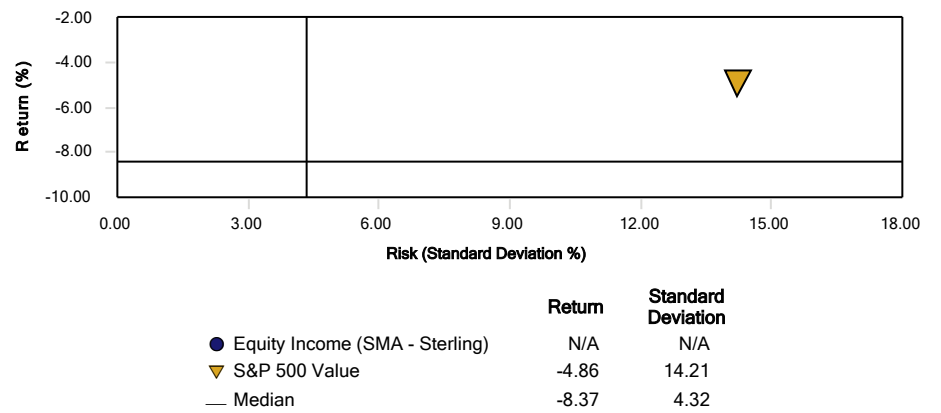 -2.00
-4.00
-6.00
-8.00
-10.00
Return (%)
0.00 3.00 6.00 9.00 12.00 15.00 18.00
Risk (Standard Deviation %)
Return Standard Deviation
Equity Income (SMA - Sterling) N/A N/A
S&P 500 Value -4.86 14.21
Median -8.37 4.32